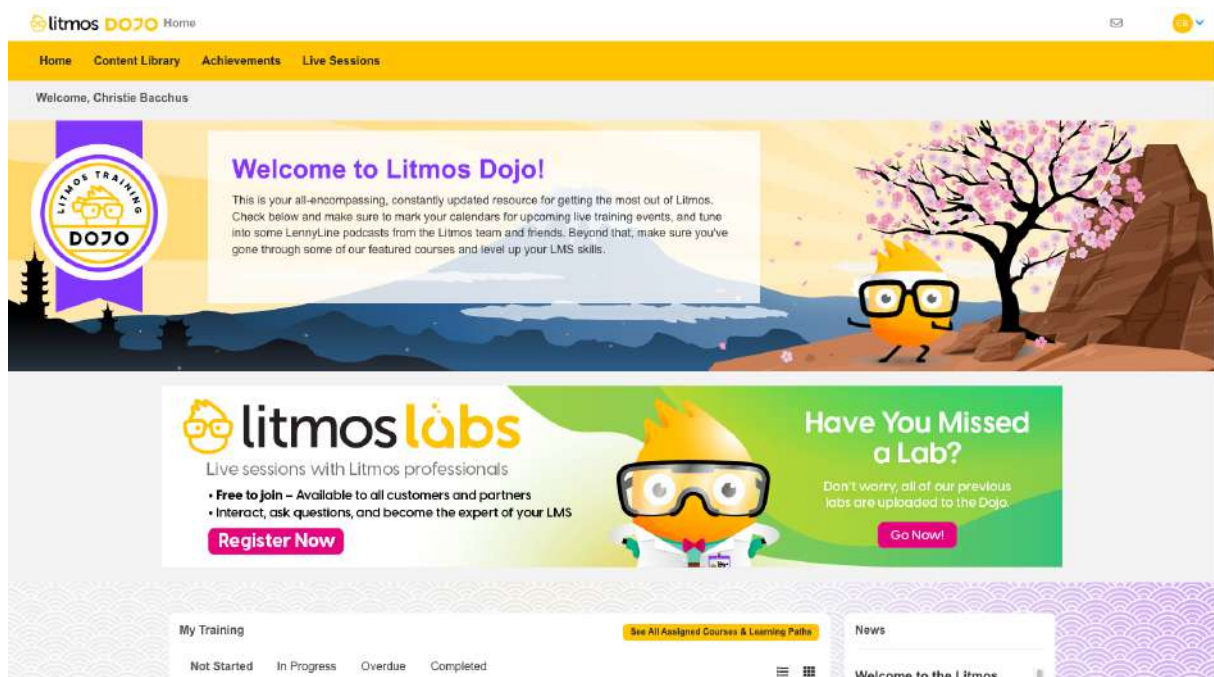 litmos DOJO Home
CB
Home Content Library Achievements Live Sessions
Welcome, Christie Bacchus
LITMOS TRAINING
DOJO
Welcome to Litmos Dojo!
This is your all-encompassing, constantly updated resource for getting the most out of Litmos.
Check below and make sure to mark your calendars for upcoming live training events, and tune
into some LennyLine podcasts from the Litmos team and friends. Beyond that, make sure you've
gone through some of our featured courses and level up your LMS skills.
litmos labs
Live sessions with Litmos professionals
• Free to join – Available to all customers and partners
• Interact, ask questions, and become the expert of your LMS
Register Now
Have You Missed
a Lab?
Don't worry, all of our previous
labs are uploaded to the Dojo.
Go Now!
My Training
See All Assigned Courses & Learning Paths
Not Started In Progress Overdue Completed
News
Welcome to the Litmos